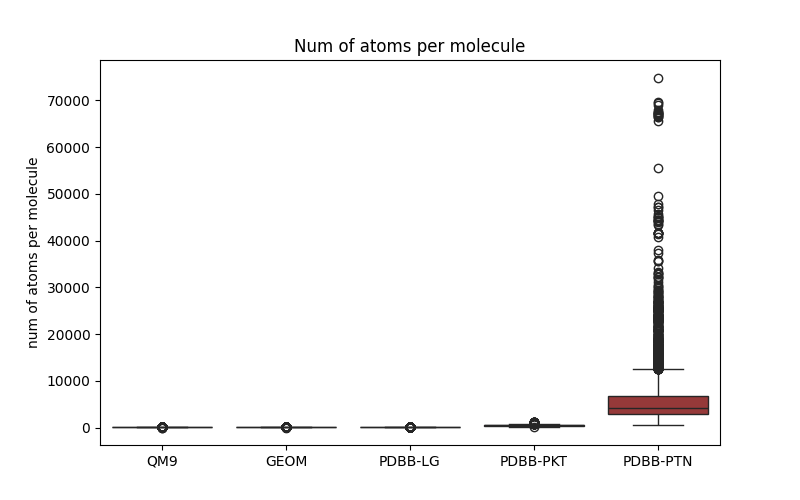 Num of atoms per molecule
num of atoms per molecule
70000
60000
50000
40000
30000
20000
10000
0
QM9 GEOM PDBB-LG PDBB-PKT PDBB-PTN